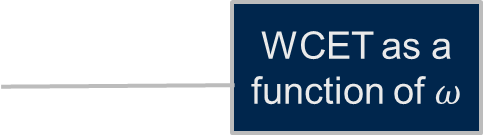 WCET as a
function of ω